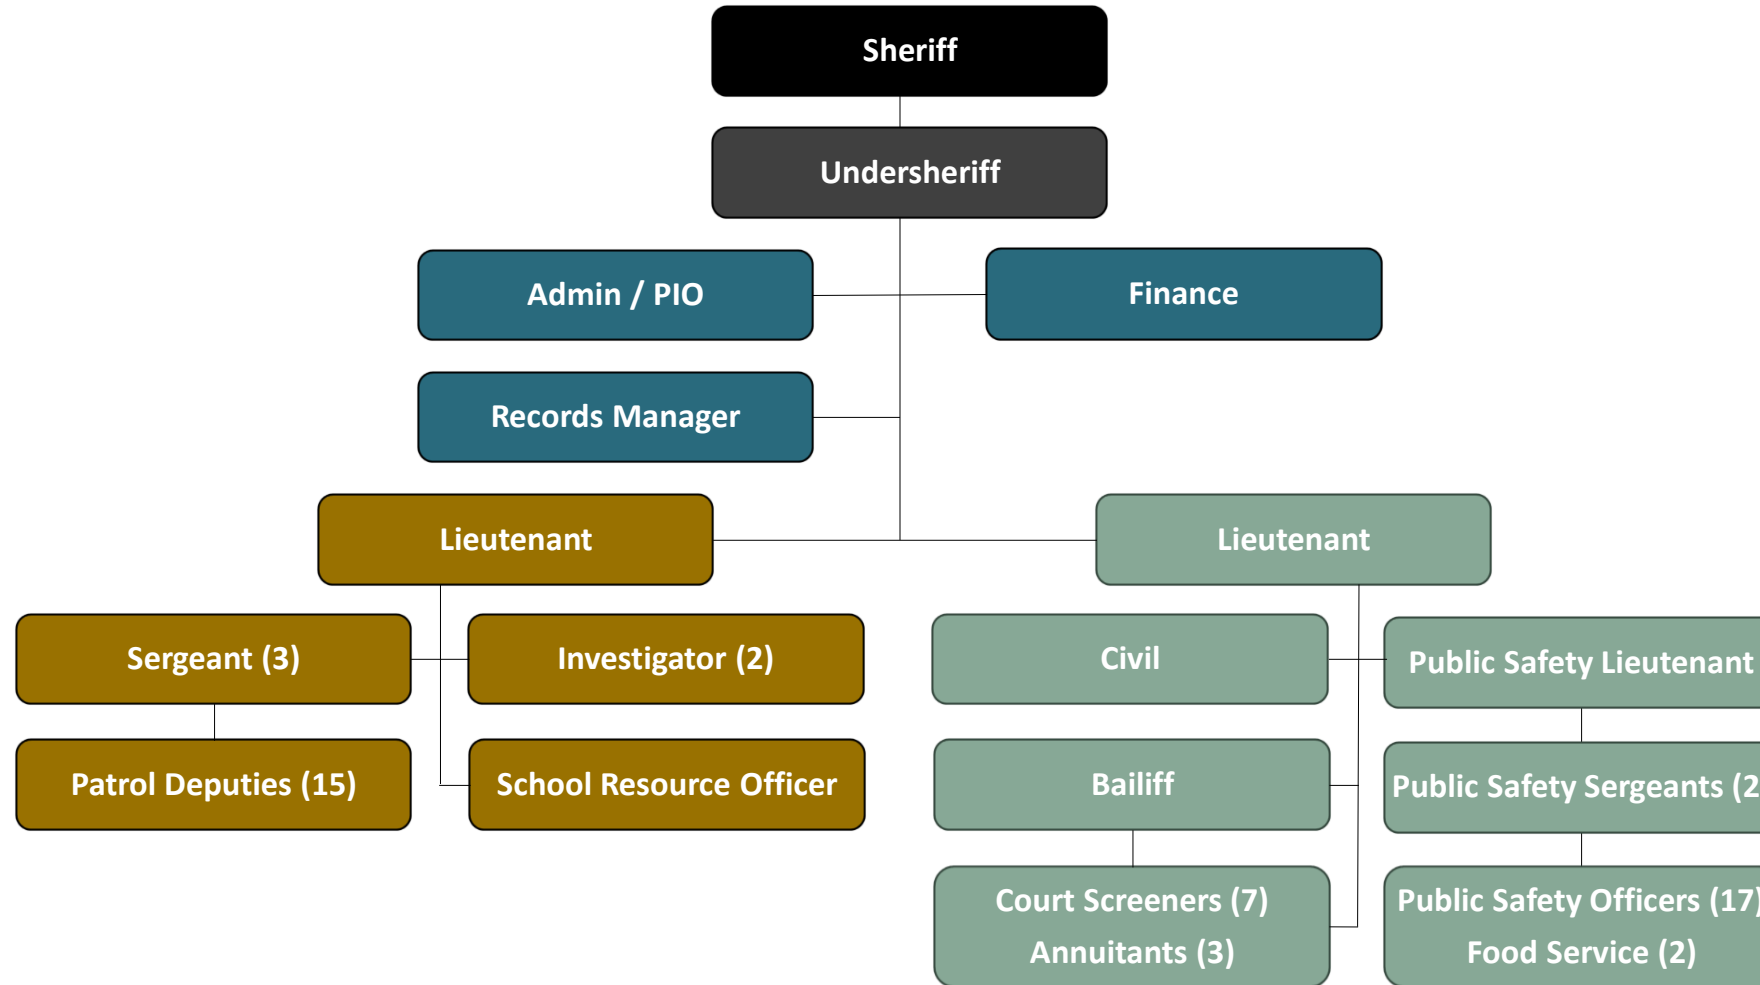 Sheriff
Undersheriff
Admin / PIO
Finance
Records Manager
Lieutenant
Lieutenant
Sergeant (3)
Investigator (2)
Civil
Public Safety Lieutenant
Patrol Deputies (15)
School Resource Officer
Bailiff
Public Safety Sergeants (2
Court Screeners (7)
Annuitants (3)
Public Safety Officers (17)
Food Service (2)